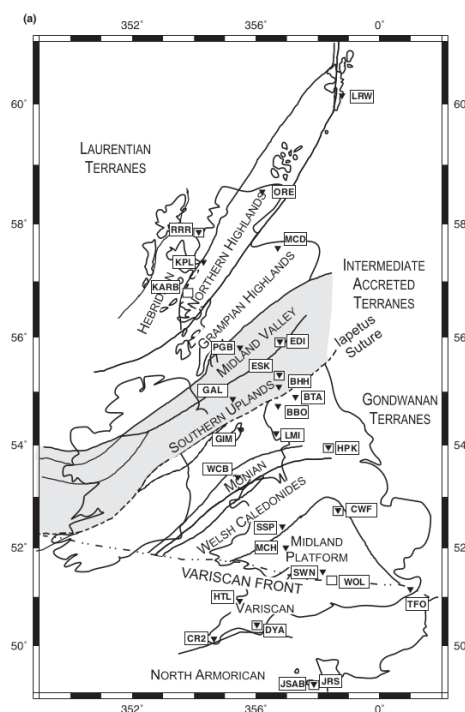 (a)
352° 356° 0°
60°
LRW
LAURENTIAN
TERRANES
ORE
58°
RRR
MCD
KPL
NORTHERN HIGHLANDS
KARB
HEBRIDEAN
GRAMPIAN HIGHLANDS
INTERMEDIATE
ACCRETED
TERRANES
56°
PGB
MIDLAND VALLEY
EDI
Iapetus
Suture
ESK
GAL
BHH
SOUTHERN UPLANDS
BTA
BBO
GONDWANAN
TERRANES
54°
GIM
LMI
HPK
WCB
MONIAN
WELSH CALEDONIDES
CWF
SSP
52°
MCH
MIDLAND
PLATFORM
SWN
WOL
VARISCAN FRONT
HTL
TFO
VARISCAN
DYA
50°
CR2
NORTH ARMORICAN
JSAB
JRS
352° 356° 0°